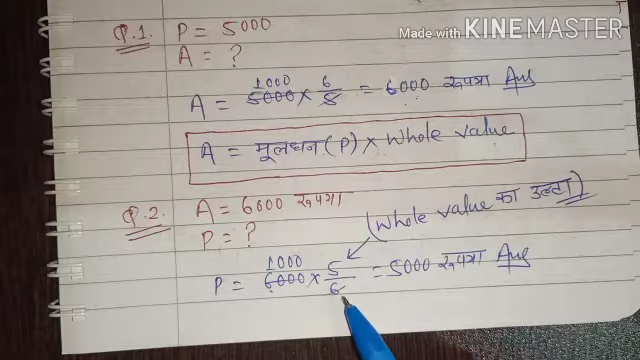 Made with KINEMASTER
Q.1. P = 5000
A = ?
1000
A = 5000 × 6/5 = 6000 रुपया Ans
A = मूलधन (P) × Whole value
Q.2. A = 6000 रुपया
P = ?
(Whole value का उल्टा)
1000
P = 6000 × 5/6 = 5000 रुपया Ans